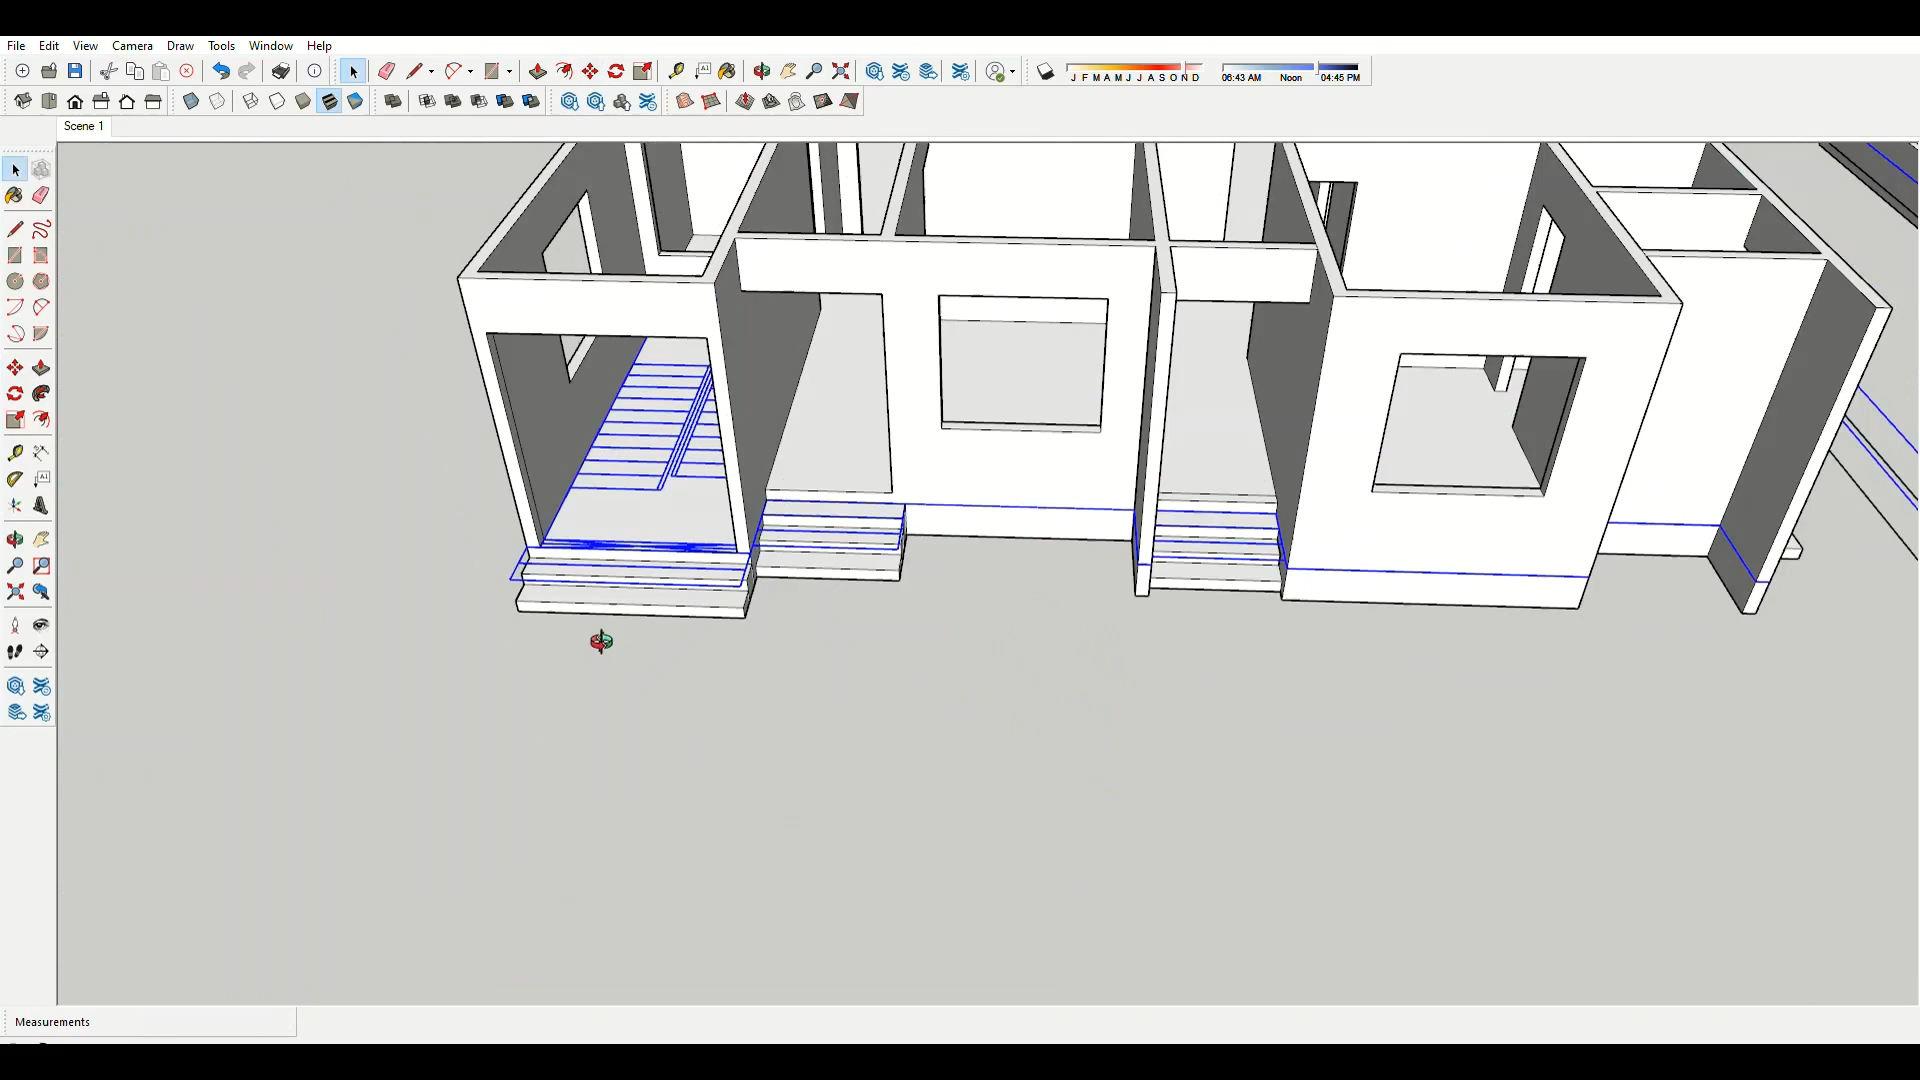 File Edit View Camera Draw Tools Window Help
J F M A M J J A S O N D
06:43 AM Noon 04:45 PM
Scene 1
Measurements